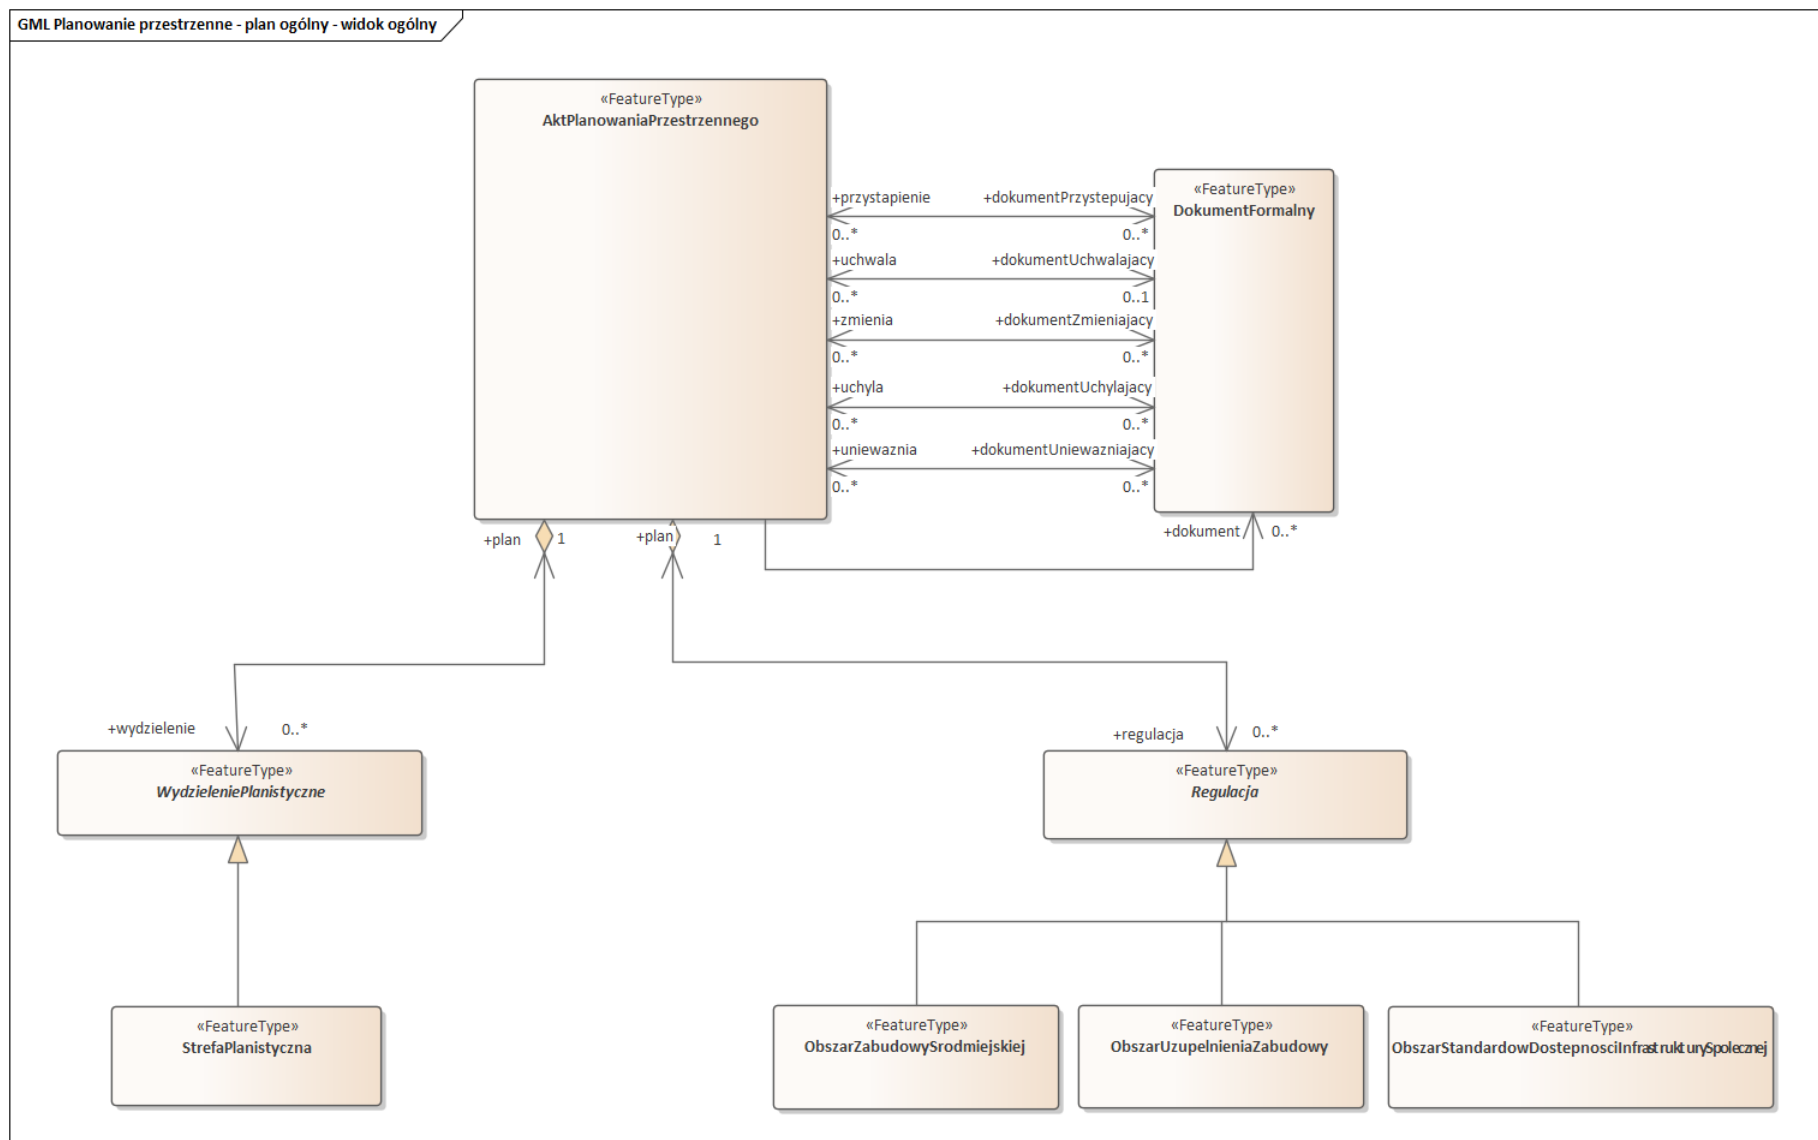 GML Planowanie przestrzenne - plan ogólny - widok ogólny
«FeatureType»
AktPlanowaniaPrzestrzennego
«FeatureType»
DokumentFormalny
+przystapienie +dokumentPrzystepujacy
0..* 0..*
+uchwala +dokumentUchwalajacy
0..* 0..1
+zmienia +dokumentZmieniajacy
0..* 0..*
+uchyla +dokumentUchylajacy
0..* 0..*
+uniewaznia +dokumentUniewazniajacy
0..* 0..*
+plan 1 +plan 1 +dokument 0..*
+wydzielenie 0..* +regulacja 0..*
«FeatureType»
WydzieleniePlanistyczne
«FeatureType»
Regulacja
«FeatureType»
StrefaPlanistyczna
«FeatureType»
ObszarZabudowySrodmiejskiej
«FeatureType»
ObszarUzupelnieniaZabudowy
«FeatureType»
ObszarStandardowDostepnosciInfrastrukturySpolecznej